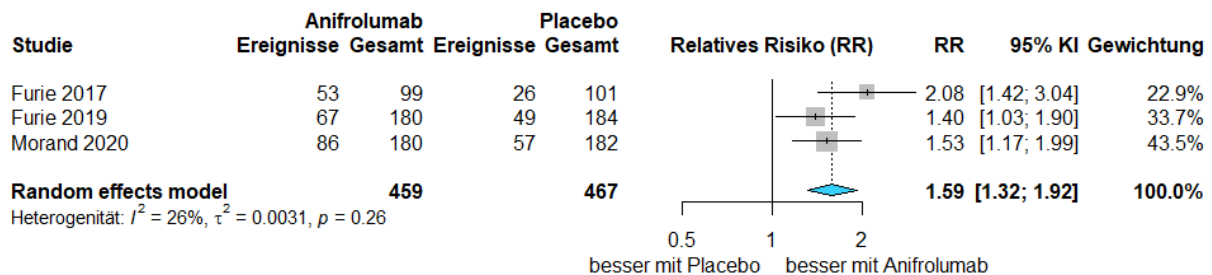 Anifrolumab Placebo
Studie Ereignisse Gesamt Ereignisse Gesamt Relatives Risiko (RR) RR 95% KI Gewichtung
Furie 2017 53 99 26 101 2.08 [1.42; 3.04] 22.9%
Furie 2019 67 180 49 184 1.40 [1.03; 1.90] 33.7%
Morand 2020 86 180 57 182 1.53 [1.17; 1.99] 43.5%
Random effects model 459 467 1.59 [1.32; 1.92] 100.0%
Heterogenität: I² = 26%, τ² = 0.0031, p = 0.26
0.5 1 2
besser mit Placebo besser mit Anifrolumab